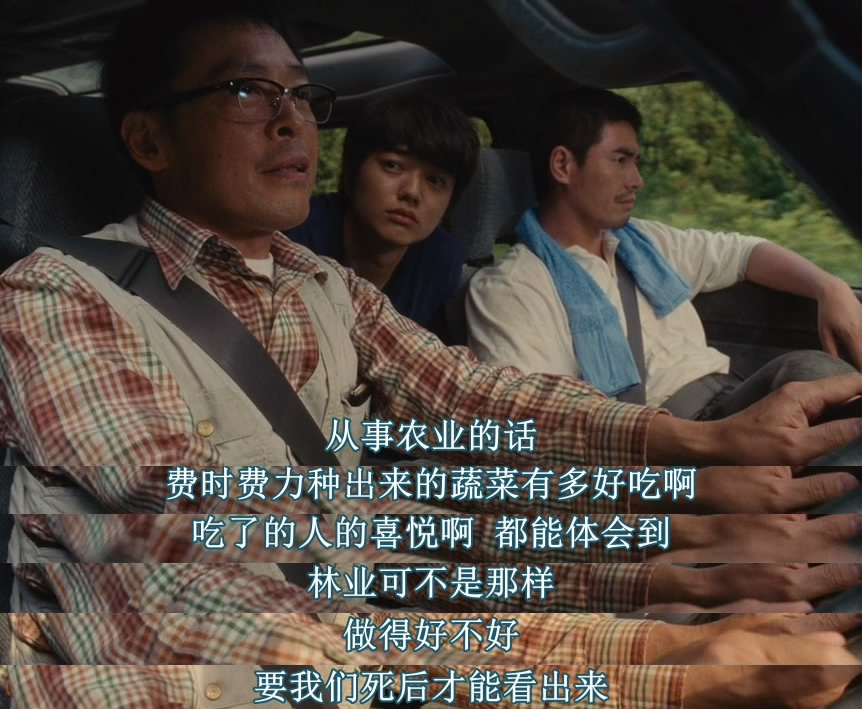 从事农业的话
费时费力种出来的蔬菜有多好吃啊
吃了的人的喜悦啊 都能体会到
林业可不是那样
做得好不好
要我们死后才能看出来